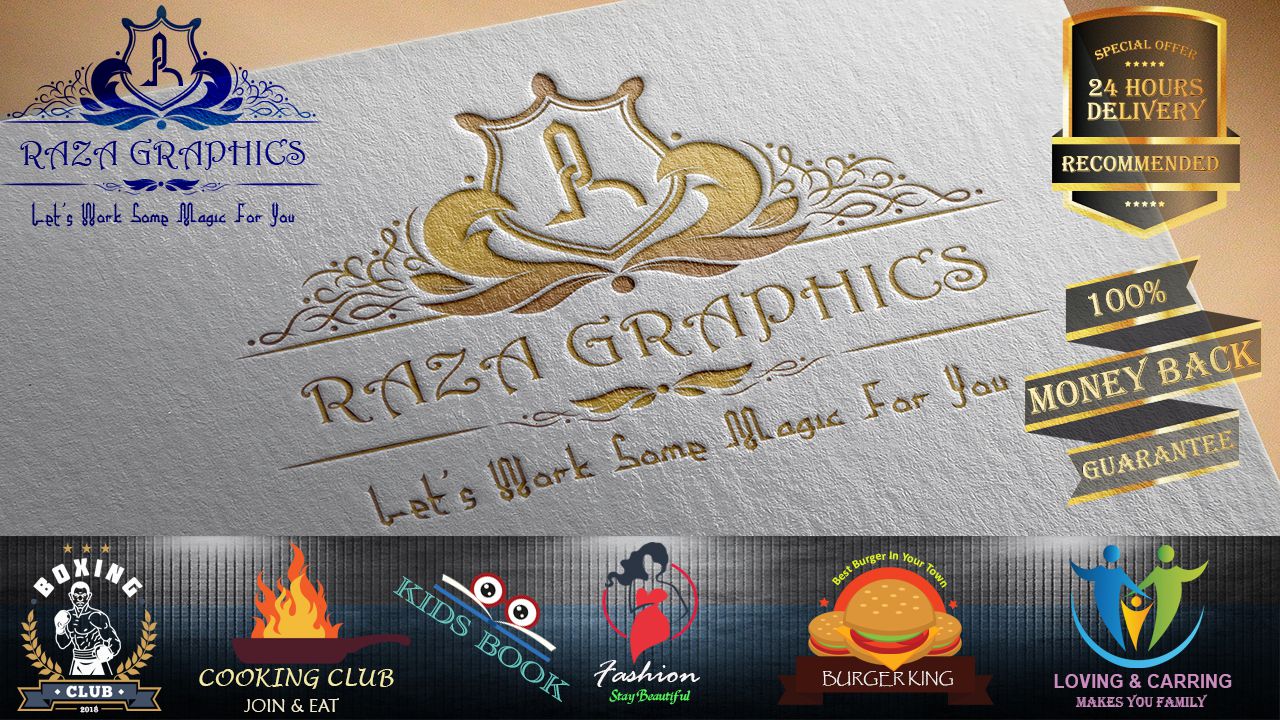 RAZA GRAPHICS
Let's Work Some Magic For You
RAZA GRAPHICS
Let's Work Some Magic For You
SPECIAL OFFER
24 HOURS
DELIVERY
RECOMMENDED
100%
MONEY BACK
GUARANTEE
BOXING
CLUB
2018
COOKING CLUB
JOIN & EAT
KIDS BOOK
Fashion
Stay Beautiful
Best Burger In Your Town
BURGER KING
LOVING & CARRING
MAKES YOU FAMILY